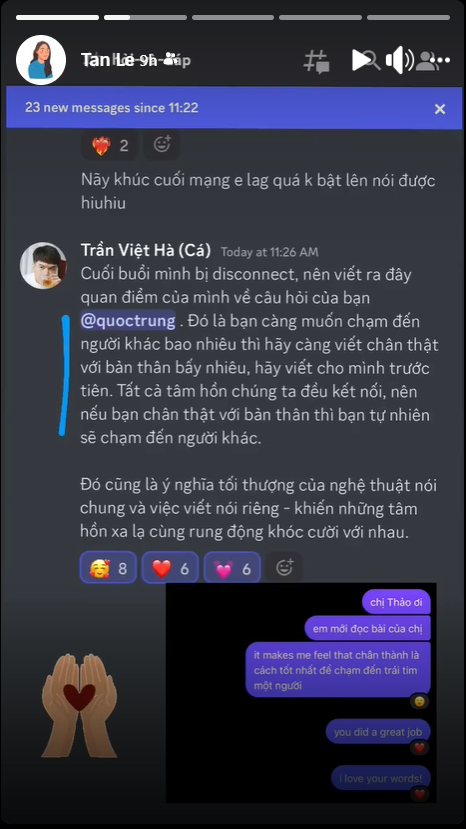 Tan Le 9h
23 new messages since 11:22
2
Nãy khúc cuối mạng e lag quá k bật lên nói được
hiuhiu
Trần Việt Hà (Cá) Today at 11:26 AM
Cuối buổi mình bị disconnect, nên viết ra đây
quan điểm của mình về câu hỏi của bạn
@quoctrung . Đó là bạn càng muốn chạm đến
người khác bao nhiêu thì hãy càng viết chân thật
với bản thân bấy nhiêu, hãy viết cho mình trước
tiên. Tất cả tâm hồn chúng ta đều kết nối, nên
nếu bạn chân thật với bản thân thì bạn tự nhiên
sẽ chạm đến người khác.
Đó cũng là ý nghĩa tối thượng của nghệ thuật nói
chung và việc viết nói riêng - khiến những tâm
hồn xa lạ cùng rung động khóc cười với nhau.
8 6 6
chị Thảo di
em mới đọc bài của chị
it makes me feel that chân thành là
cách tốt nhất để chạm đến trái tim
một người
you did a great job
i love your words!